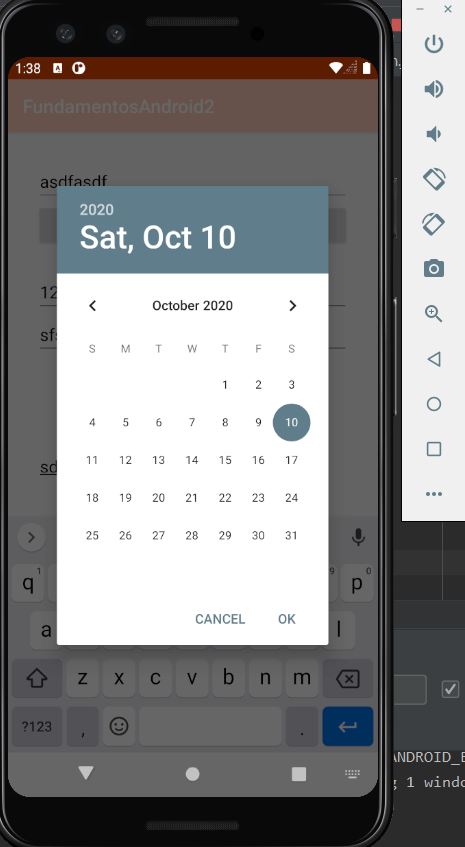 1:38
FundamentosAndroid2
asdfasdf
2020
Sat, Oct 10
October 2020
S M T W T F S
1 2 3
4 5 6 7 8 9 10
11 12 13 14 15 16 17
18 19 20 21 22 23 24
25 26 27 28 29 30 31
CANCEL OK
12
sfs
sd
q 1 9 p 0
a l
z x c v b n m
?123 , .
ANDROID_E
g 1 windo